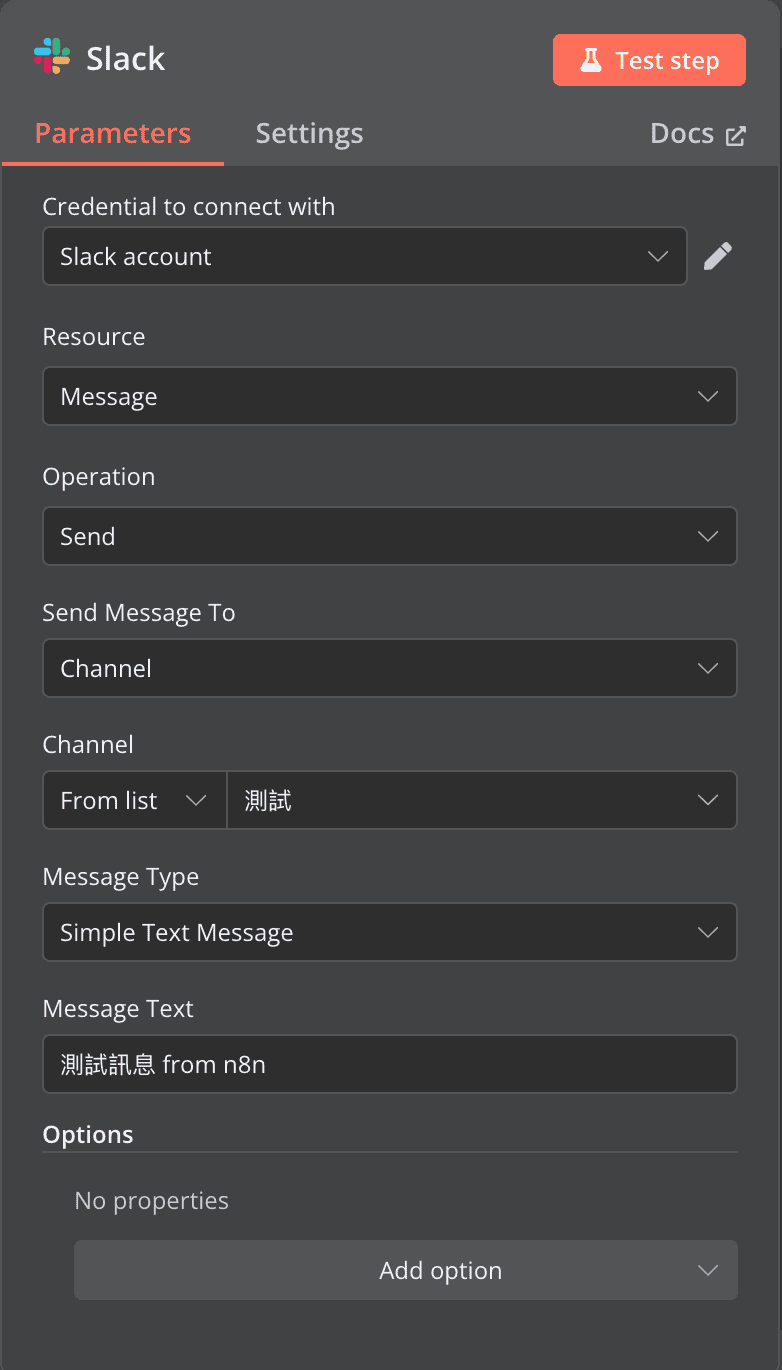 Slack
Test step
Parameters
Settings
Docs
Credential to connect with
Slack account
Resource
Message
Operation
Send
Send Message To
Channel
Channel
From list
測試
Message Type
Simple Text Message
Message Text
測試訊息 from n8n
Options
No properties
Add option